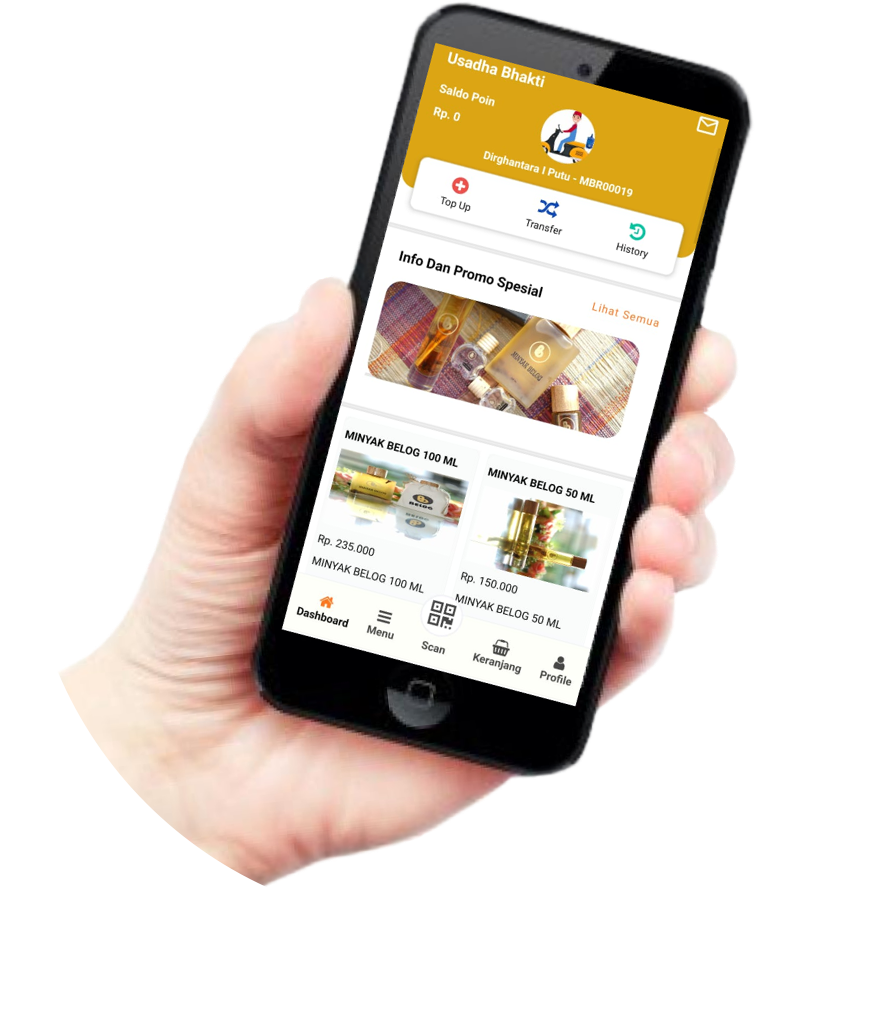 Usadha Bhakti
Saldo Poin
Rp. 0
Dirghantara I Putu - MBR00019
Top Up
Transfer
History
Info Dan Promo Spesial
Lihat Semua
MINYAK BELOG
MINYAK BELOG 100 ML
MINYAK BELOG 50 ML
BELOG
Rp. 235.000
Rp. 150.000
MINYAK BELOG 100 ML
MINYAK BELOG 50 ML
Dashboard
Menu
Scan
Keranjang
Profile